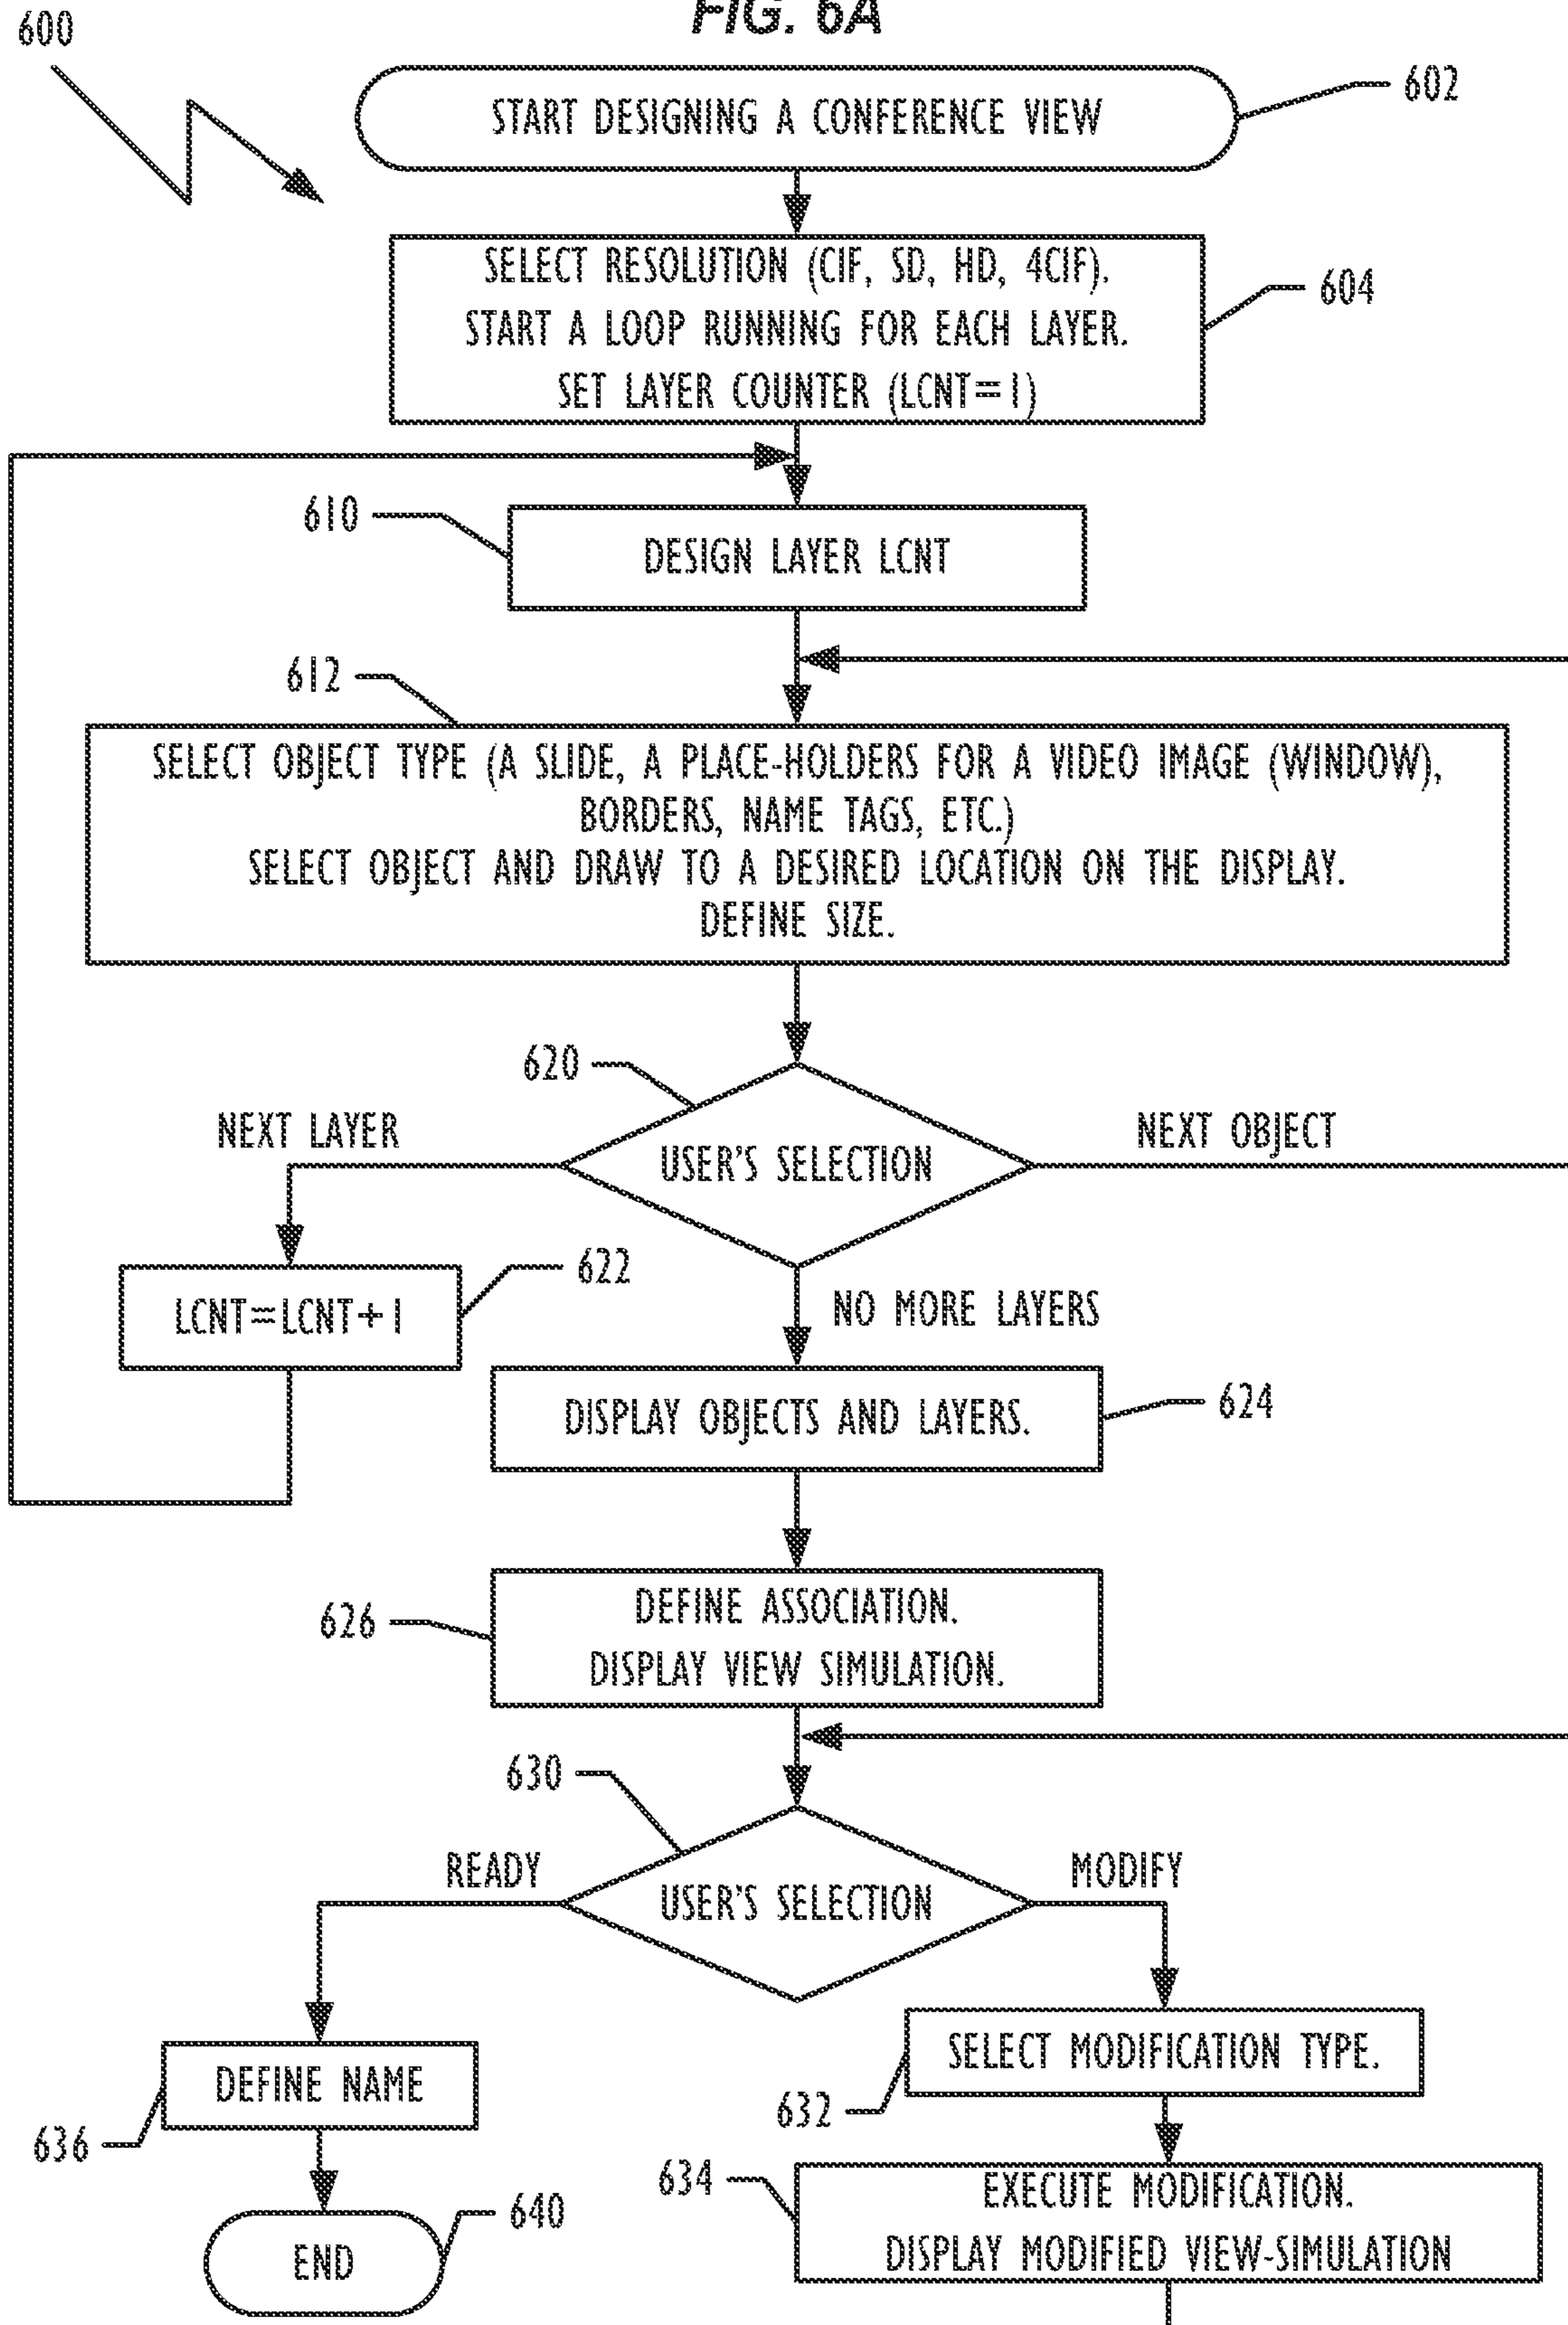 FIG. 6A
600
START DESIGNING A CONFERENCE VIEW
602
SELECT RESOLUTION (CIF, SD, HD, 4CIF).
START A LOOP RUNNING FOR EACH LAYER.
SET LAYER COUNTER (LCNT=1)
604
610
DESIGN LAYER LCNT
612
SELECT OBJECT TYPE (A SLIDE, A PLACE-HOLDERS FOR A VIDEO IMAGE (WINDOW),
BORDERS, NAME TAGS, ETC.)
SELECT OBJECT AND DRAW TO A DESIRED LOCATION ON THE DISPLAY.
DEFINE SIZE.
620
NEXT LAYER
USER'S SELECTION
NEXT OBJECT
LCNT=LCNT+1
622
NO MORE LAYERS
DISPLAY OBJECTS AND LAYERS.
624
626
DEFINE ASSOCIATION.
DISPLAY VIEW SIMULATION.
630
READY
USER'S SELECTION
MODIFY
DEFINE NAME
636
SELECT MODIFICATION TYPE.
632
634
EXECUTE MODIFICATION.
DISPLAY MODIFIED VIEW-SIMULATION
END
640